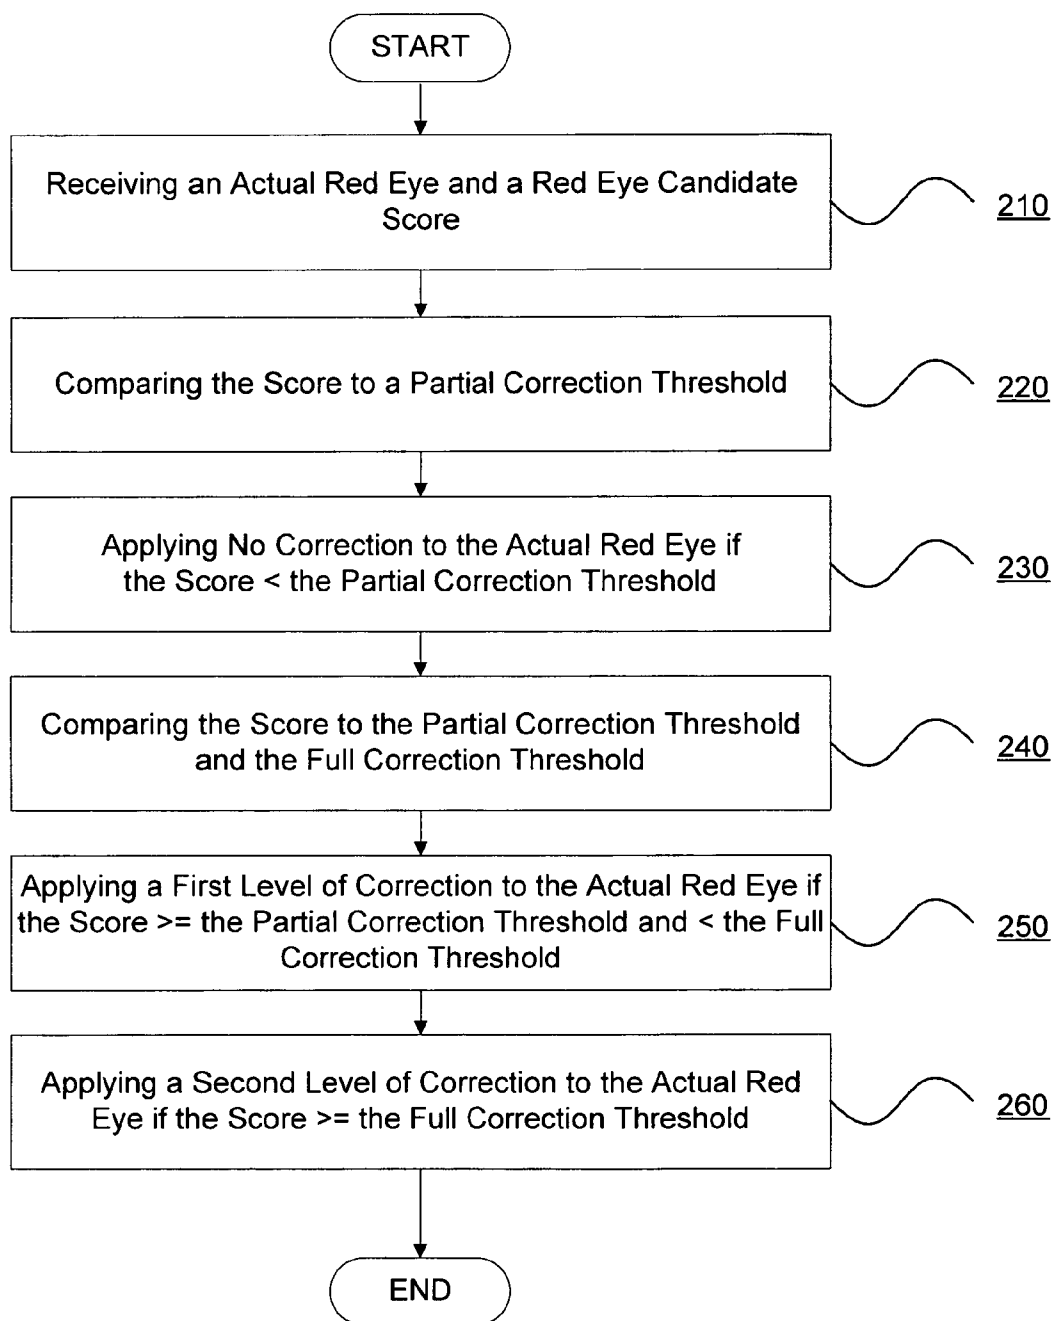 START
Receiving an Actual Red Eye and a Red Eye Candidate
Score
210
Comparing the Score to a Partial Correction Threshold
220
Applying No Correction to the Actual Red Eye if
the Score < the Partial Correction Threshold
230
Comparing the Score to the Partial Correction Threshold
and the Full Correction Threshold
240
Applying a First Level of Correction to the Actual Red Eye if
the Score >= the Partial Correction Threshold and < the Full
Correction Threshold
250
Applying a Second Level of Correction to the Actual Red
Eye if the Score >= the Full Correction Threshold
260
END